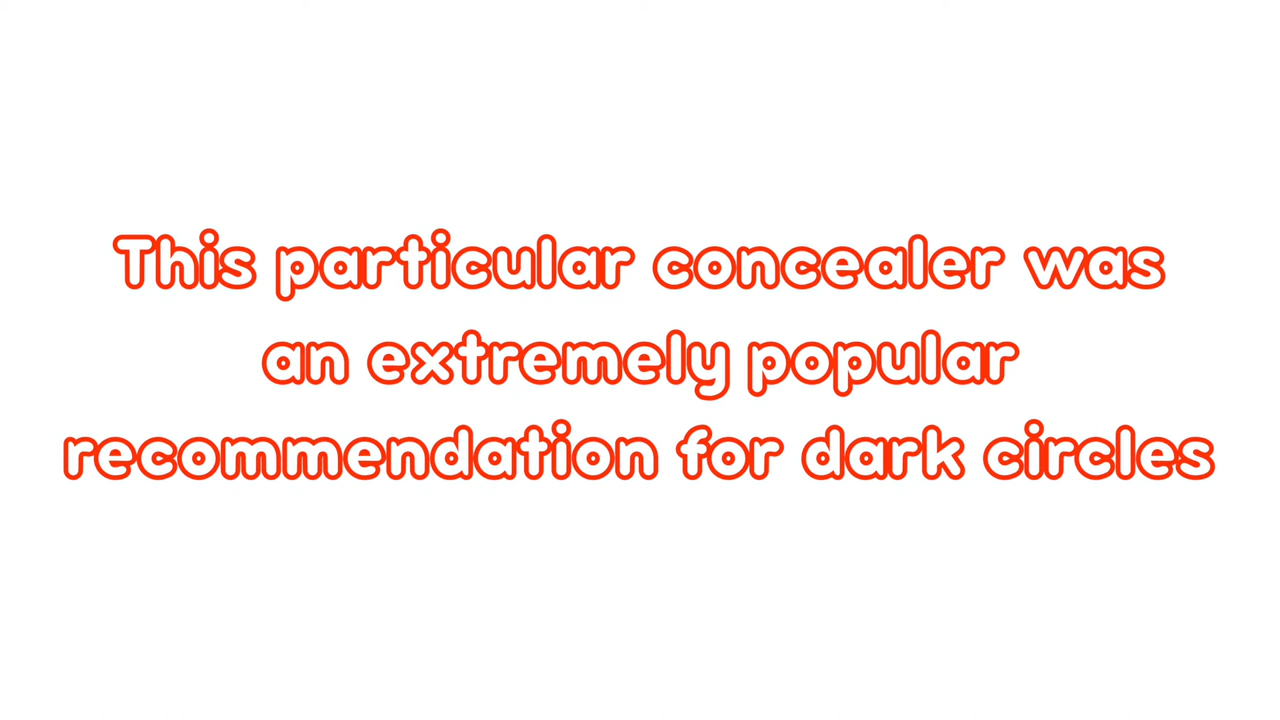 This particular concealer was
an extremely popular
recommendation for dark circles